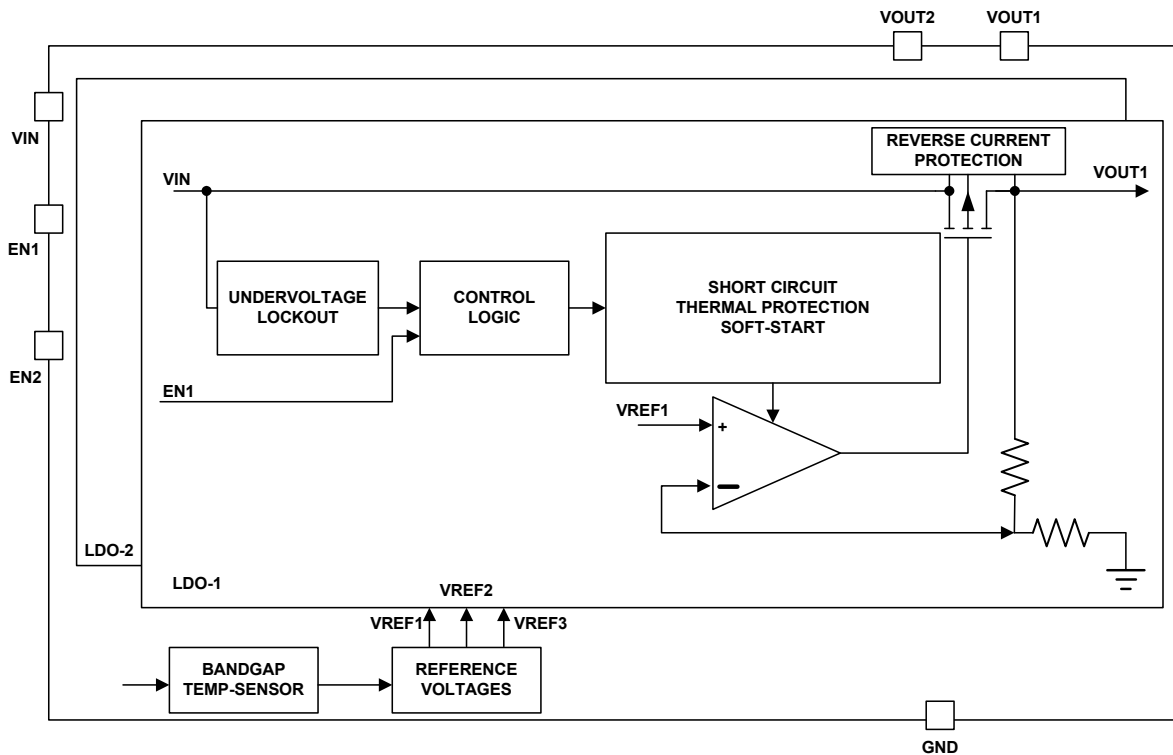 VOUT2
VOUT1
VIN
REVERSE CURRENT
PROTECTION
VIN
VOUT1
EN1
UNDERVOLTAGE
LOCKOUT
CONTROL
LOGIC
SHORT CIRCUIT
THERMAL PROTECTION
SOFT-START
EN2
EN1
VREF1
+
−
LDO-2
LDO-1
VREF2
VREF1
VREF3
BANDGAP
TEMP-SENSOR
REFERENCE
VOLTAGES
GND